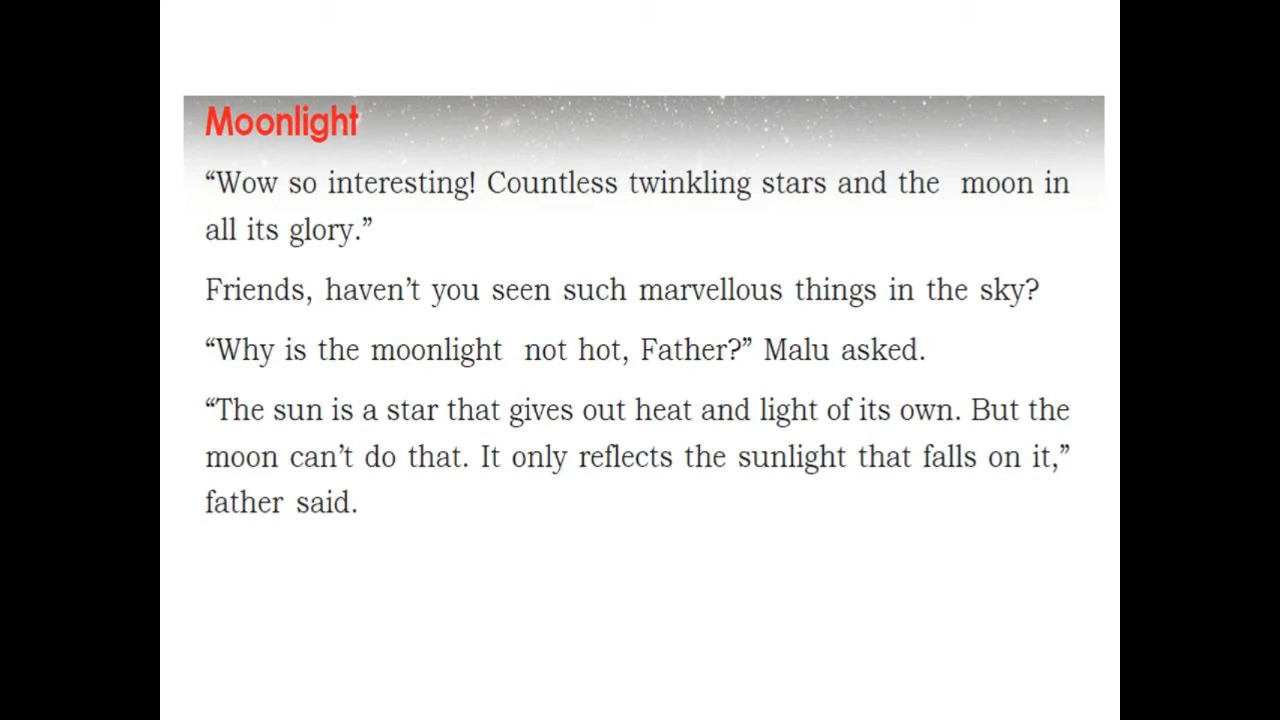 Moonlight
“Wow so interesting! Countless twinkling stars and the moon in
all its glory.”
Friends, haven’t you seen such marvellous things in the sky?
“Why is the moonlight not hot, Father?” Malu asked.
“The sun is a star that gives out heat and light of its own. But the
moon can’t do that. It only reflects the sunlight that falls on it,”
father said.